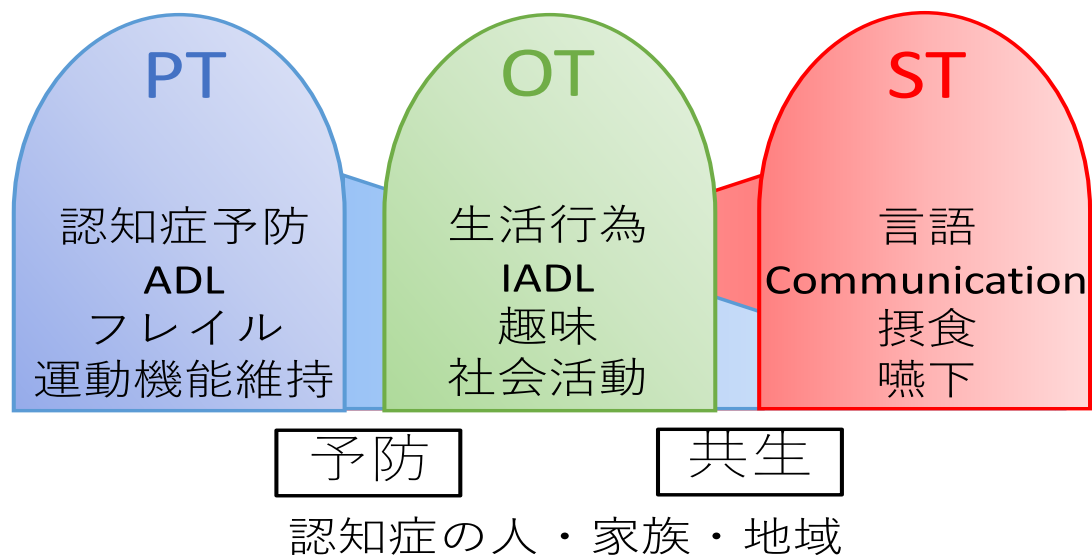 PT
認知症予防
ADL
フレイル
運動機能維持
OT
生活行為
IADL
趣味
社会活動
ST
言語
Communication
摂食
嚥下
予防
共生
認知症の人・家族・地域